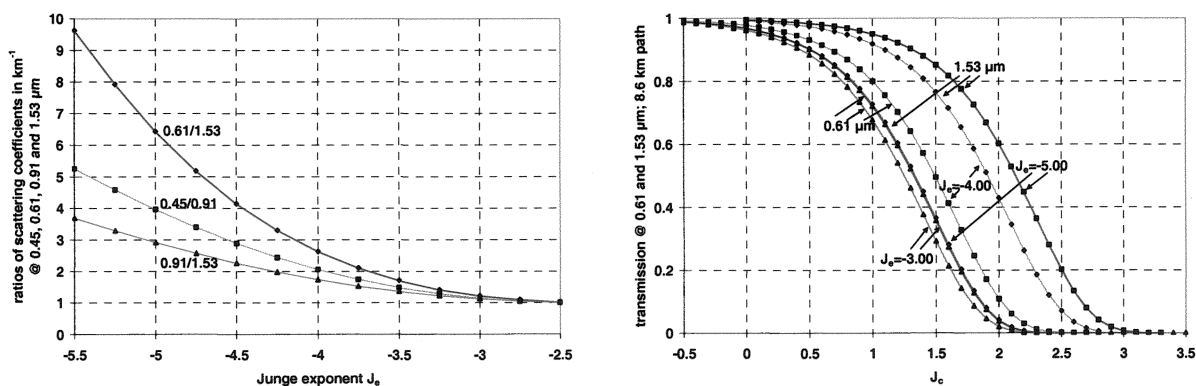 ratios of scattering coefficients in km⁻¹
@ 0.45, 0.61, 0.91 and 1.53 µm
10
9
8
7
6
5
4
3
2
1
0
0.61/1.53
0.45/0.91
0.91/1.53
-5.5 -5 -4.5 -4 -3.5 -3 -2.5
Junge exponent Jₑ
transmission @ 0.61 and 1.53 µm; 8.6 km path
1
0.8
0.6
0.4
0.2
0
1.53 µm
0.61 µm
Jₑ=-5.00
Jₑ=-4.00
Jₑ=-3.00
-0.5 0 0.5 1 1.5 2 2.5 3 3.5
J꜀